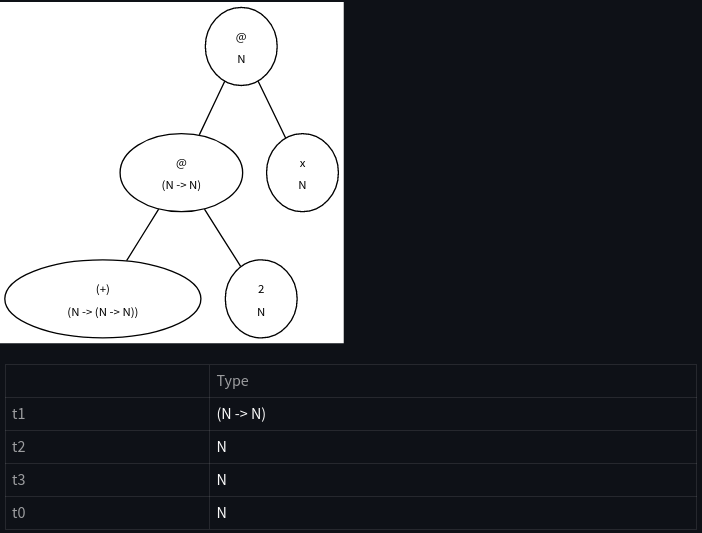 @
N
@
(N -> N)
x
N
(+)
(N -> (N -> N))
2
N
Type
t1 (N -> N)
t2 N
t3 N
t0 N